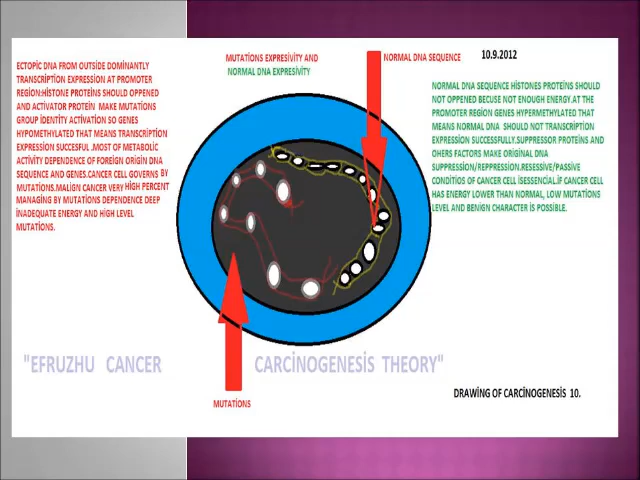 ECTOPİC DNA FROM OUTSIDE DOMİNANTLY
TRANSCRİPTİON EXPRESSİON AT PROMOTER
REGİON:HİSTONE PROTEİNS SHOULD OPPENED
AND ACTİVATOR PROTEİN MAKE MUTATİONS
GROUP İDENTİTY ACTİVATİON SO GENES
HYPOMETHYLATED THAT MEANS TRANSCRİPTİON
EXPRESSİON SUCCESFUL .MOST OF METABOLİC
ACTİVİTY DEPENDENCE OF FOREİGN ORİGİN DNA
SEQUENCE AND GENES.CANCER CELL GOVERNS BY
MUTATİONS.MALİGN CANCER VERY HİGH PERCENT
MANAGİNG BY MUTATİONS DEPENDENCE DEEP
İNADEQUATE ENERGY AND HİGH LEVEL
MUTATİONS.
MUTATİONS EXPRESİVİTY AND
NORMAL DNA EXPRESİVİTY
NORMAL DNA SEQUENCE
10.9.2012
NORMAL DNA SEQUENCE HİSTONES PROTEİNS SHOULD
NOT OPPENED BECUSE NOT ENOUGH ENERGY.AT THE
PROMOTER REGİON GENES HYPERMETHYLATED THAT
MEANS NORMAL DNA SHOULD NOT TRANSCRİPTİON
EXPRESSİON SUCCESSFULY.SUPPRESSOR PROTEİNS AND
OHERS FACTORS MAKE ORİGİNAL DNA
SUPPRESSİON/REPPRESSİON.RESESSİVE/PASSİVE
CONDİTİOS OF CANCER CELL İSESSENCİAL.İF CANCER CELL
HAS ENERGY LOWER THAN NORMAL, LOW MUTATİONS
LEVEL AND BENİGN CHARACTER İS POSSİBLE.
"EFRUZHU CANCER CARCİNOGENESİS THEORY"
DRAWİNG OF CARCİNOGENESİS 10.
MUTATİONS